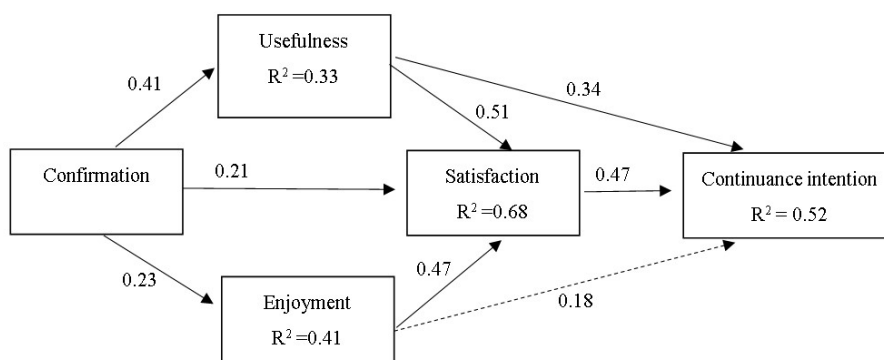 Usefulness
R² =0.33
0.41
0.34
0.51
Confirmation
0.21
Satisfaction
R² =0.68
0.47
Continuance intention
R² = 0.52
0.23
0.47
0.18
Enjoyment
R² =0.41